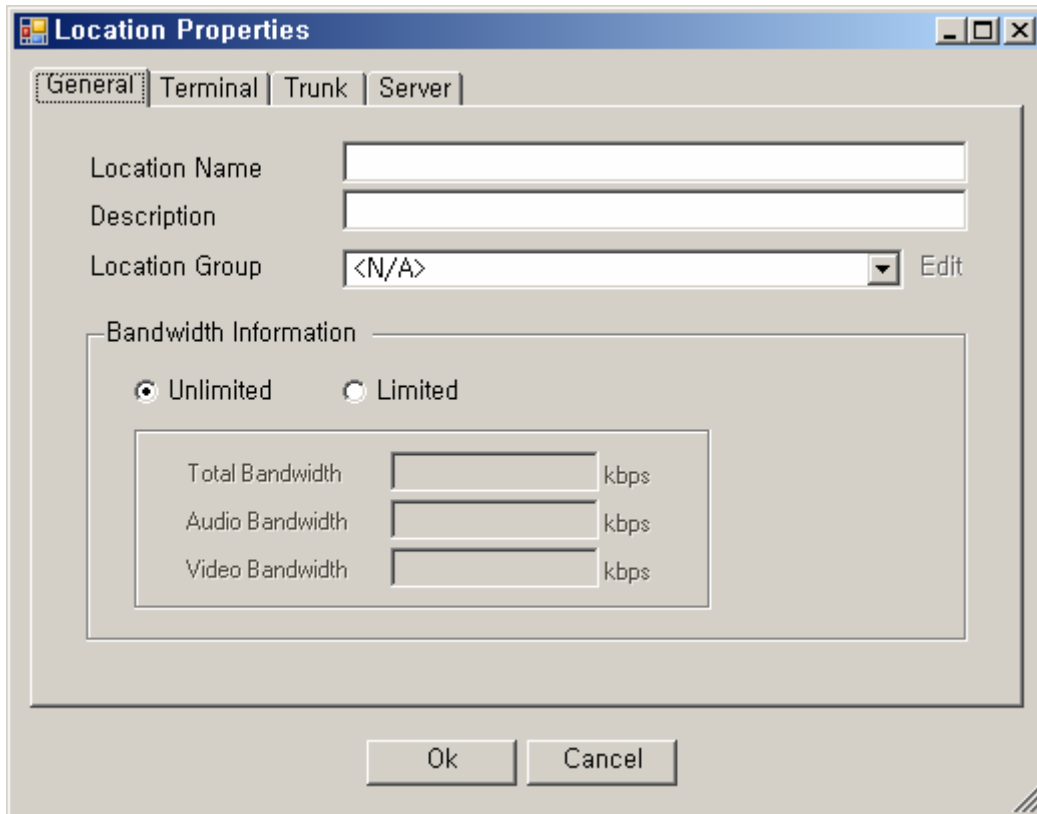 Location Properties
General Terminal Trunk Server
Location Name
Description
Location Group <N/A> Edit
Bandwidth Information
Unlimited Limited
Total Bandwidth kbps
Audio Bandwidth kbps
Video Bandwidth kbps
Ok Cancel